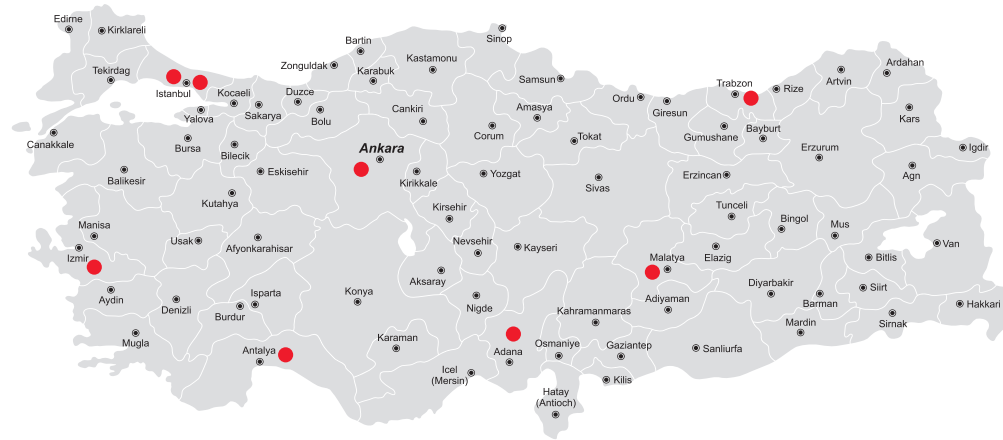 Edirne
Kirklareli
Tekirdag
Istanbul
Kocaeli
Yalova
Sakarya
Duzce
Bolu
Zonguldak
Bartin
Karabuk
Kastamonu
Sinop
Samsun
Cankiri
Corum
Amasya
Tokat
Ordu
Giresun
Trabzon
Rize
Artvin
Ardahan
Kars
Igdir
Gumushane
Bayburt
Erzurum
Agn
Canakkale
Bursa
Bilecik
Balikesir
Eskisehir
Kutahya
Ankara
Kirikkale
Yozgat
Sivas
Erzincan
Tunceli
Bingol
Mus
Van
Manisa
Izmir
Usak
Afyonkarahisar
Kirsehir
Nevsehir
Kayseri
Malatya
Elazig
Bitlis
Siirt
Hakkari
Aydin
Denizli
Isparta
Burdur
Konya
Aksaray
Nigde
Kahramanmaras
Adiyaman
Diyarbakir
Barman
Mardin
Sirnak
Mugla
Antalya
Karaman
Icel
(Mersin)
Adana
Osmaniye
Gaziantep
Sanliurfa
Kilis
Hatay
(Antioch)